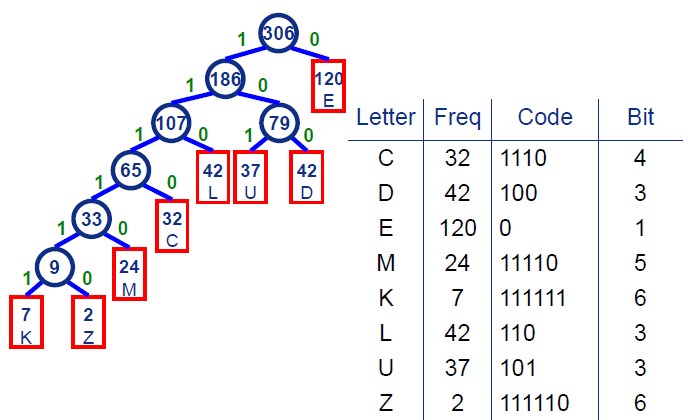 306
1 0
186 120 E
1 0
107 79
1 0 1 0
65 42 L 37 U 42 D
1 0
33 32 C
1 0
9 24 M
1 0
7 K 2 Z
Letter Freq Code Bit
C 32 1110 4
D 42 100 3
E 120 0 1
M 24 11110 5
K 7 111111 6
L 42 110 3
U 37 101 3
Z 2 111110 6